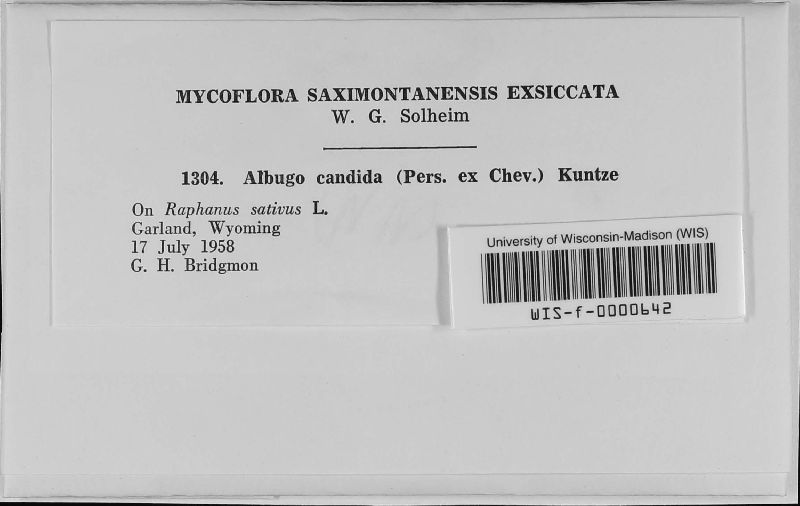 MYCOFLORA SAXIMONTANENSIS EXSICCATA
W. G. Solheim
1304. Albugo candida (Pers. ex Chev.) Kuntze
On Raphanus sativus L.
Garland, Wyoming
17 July 1958
G. H. Bridgmon
University of Wisconsin-Madison (WIS)
WIS-f-0000642